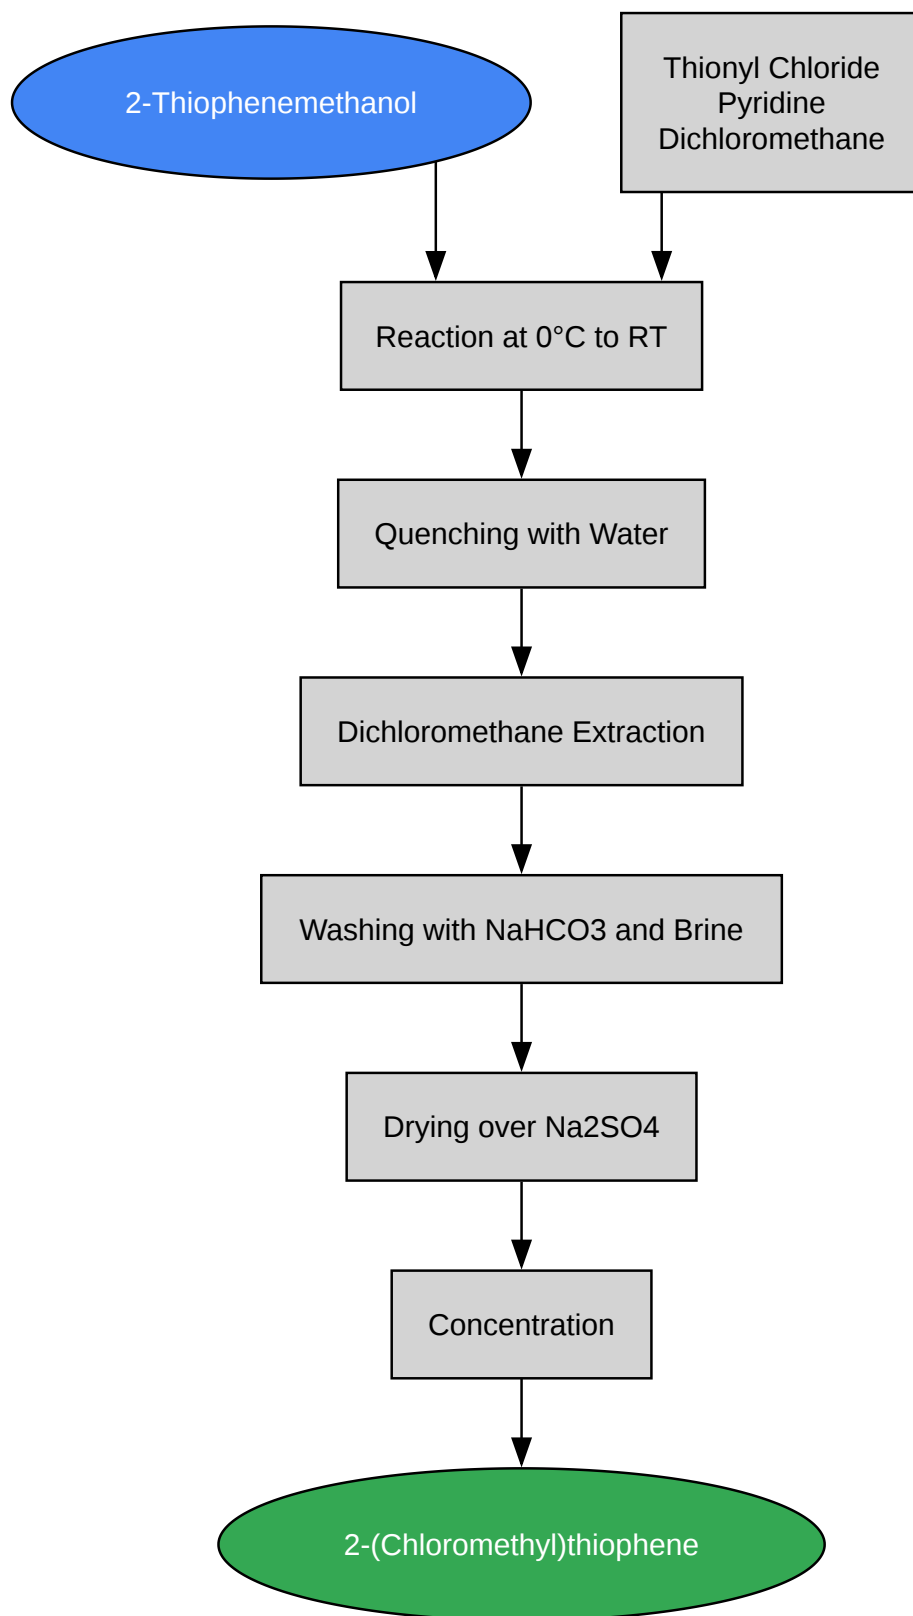 2-Thiophenemethanol
Thionyl Chloride
Pyridine
Dichloromethane
Reaction at 0°C to RT
Quenching with Water
Dichloromethane Extraction
Washing with NaHCO3 and Brine
Drying over Na2SO4
Concentration
2-(Chloromethyl)thiophene